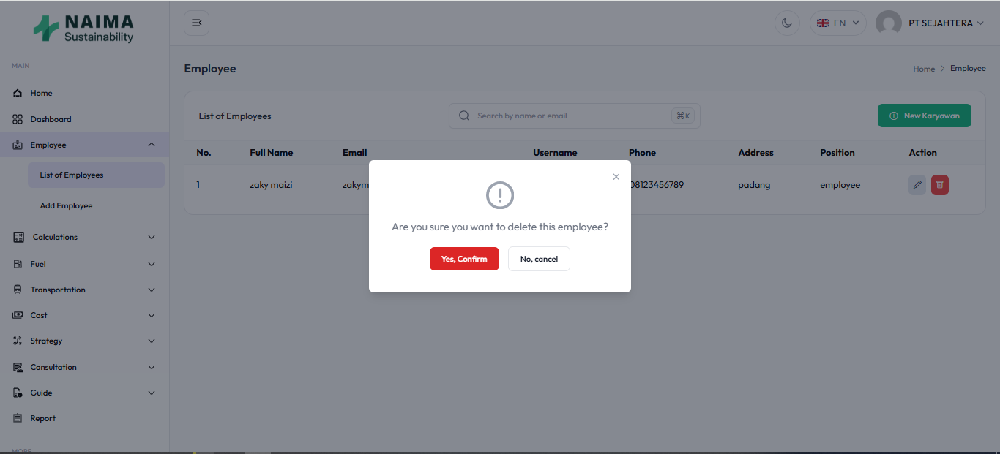 NAIMA
Sustainability
EN
PT SEJAHTERA
MAIN
Home
Dashboard
Employee
List of Employees
Add Employee
Calculations
Fuel
Transportation
Cost
Strategy
Consultation
Guide
Report
MORE
Employee
Home > Employee
List of Employees
Search by name or email
⌘K
New Karyawan
No. Full Name Email Username Phone Address Position Action
1 zaky maizi zakym 08123456789 padang employee
Are you sure you want to delete this employee?
Yes, Confirm
No, cancel